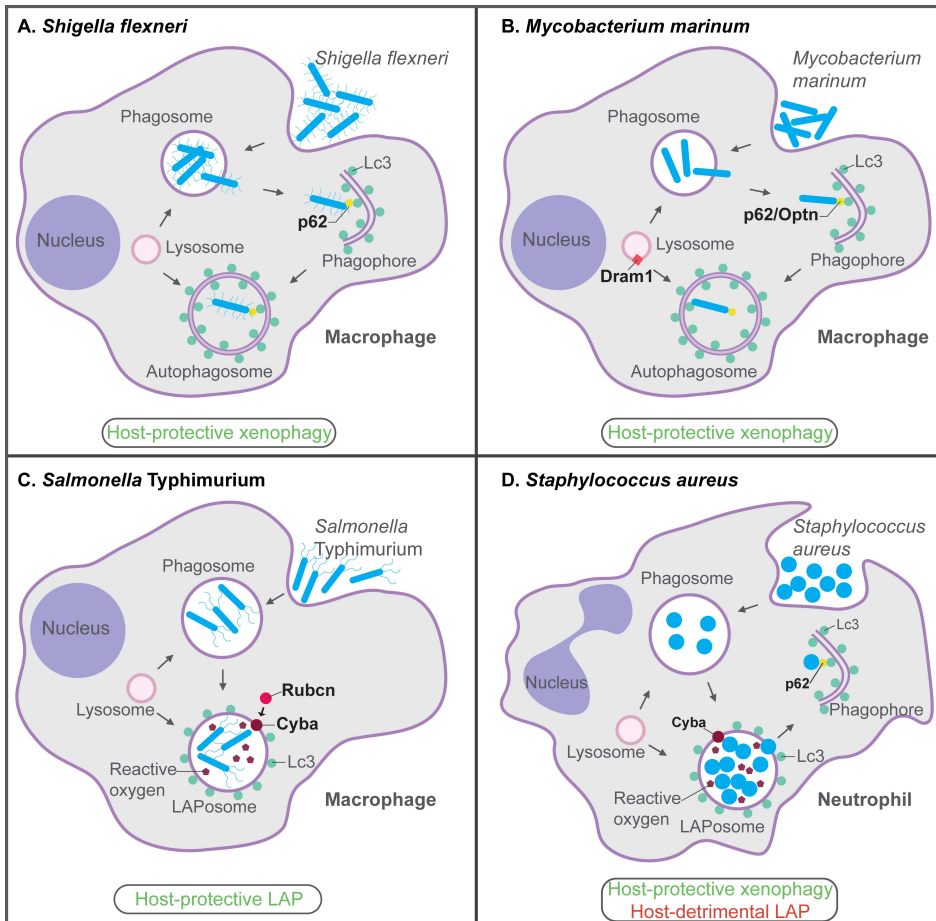 A. Shigella flexneri
Shigella flexneri
Phagosome
Lc3
p62
Nucleus
Lysosome
Phagophore
Macrophage
Autophagosome
Host-protective xenophagy
B. Mycobacterium marinum
Mycobacterium
marinum
Phagosome
Lc3
p62/Optn
Nucleus
Lysosome
Phagophore
Dram1
Macrophage
Autophagosome
Host-protective xenophagy
C. Salmonella Typhimurium
Salmonella
Typhimurium
Phagosome
Nucleus
Rubcn
Lysosome
Cyba
Lc3
Reactive
oxygen
LAPosome
Macrophage
Host-protective LAP
D. Staphylococcus aureus
Staphylococcus
aureus
Phagosome
Lc3
Nucleus
p62
Phagophore
Cyba
Lysosome
Lc3
Reactive
oxygen
Neutrophil
LAPosome
Host-protective xenophagy
Host-detrimental LAP